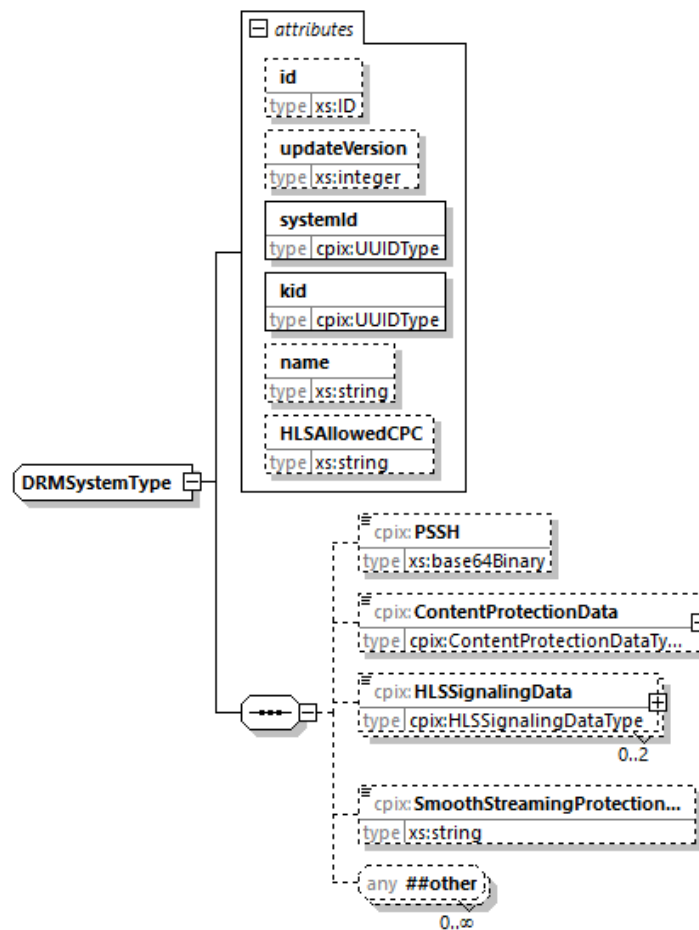 attributes
id
type xs:ID
updateVersion
type xs:integer
systemId
type cpix:UUIDType
kid
type cpix:UUIDType
name
type xs:string
HLSAllowedCPC
type xs:string
DRMSystemType
cpix:PSSH
type xs:base64Binary
cpix:ContentProtectionData
type cpix:ContentProtectionDataTy...
cpix:HLSSignalingData
type cpix:HLSSignalingDataType
0..2
cpix:SmoothStreamingProtection...
type xs:string
any ##other
0..∞